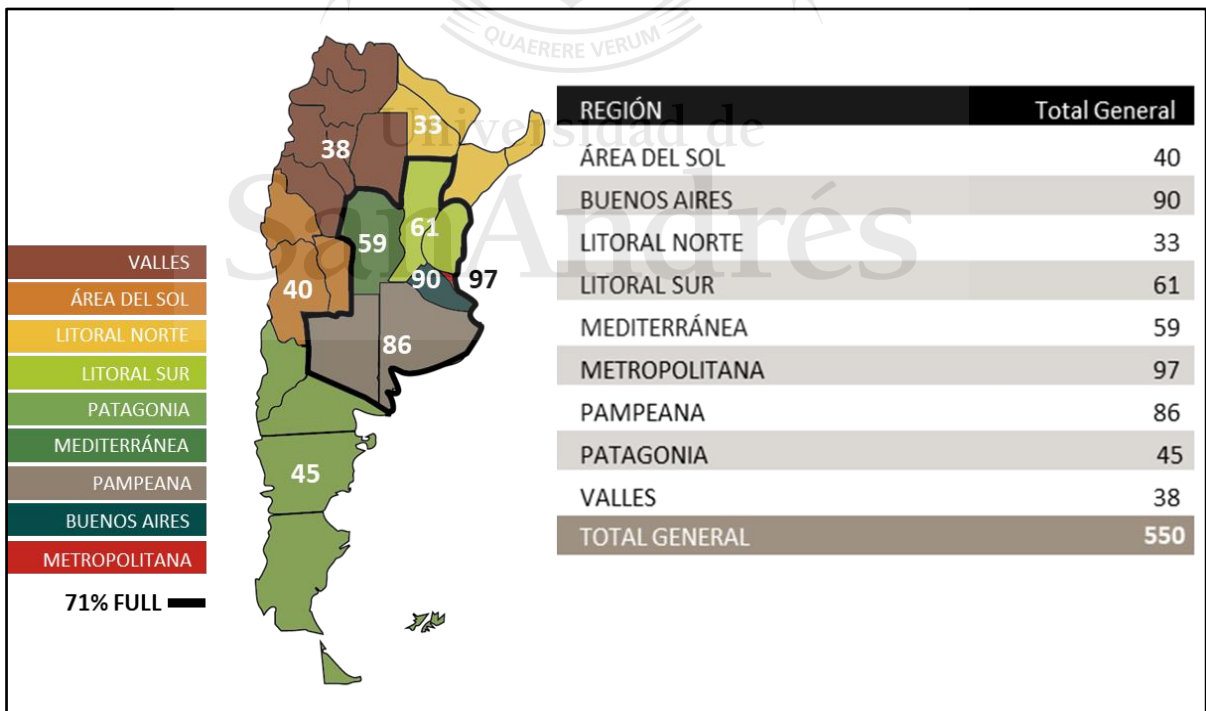 QUAERERE VERUM
Universidad de
SanAndrés
33
38
61
59
90
97
40
86
45
VALLES
ÁREA DEL SOL
LITORAL NORTE
LITORAL SUR
PATAGONIA
MEDITERRÁNEA
PAMPEANA
BUENOS AIRES
METROPOLITANA
71% FULL
REGIÓN Total General
ÁREA DEL SOL 40
BUENOS AIRES 90
LITORAL NORTE 33
LITORAL SUR 61
MEDITERRÁNEA 59
METROPOLITANA 97
PAMPEANA 86
PATAGONIA 45
VALLES 38
TOTAL GENERAL 550